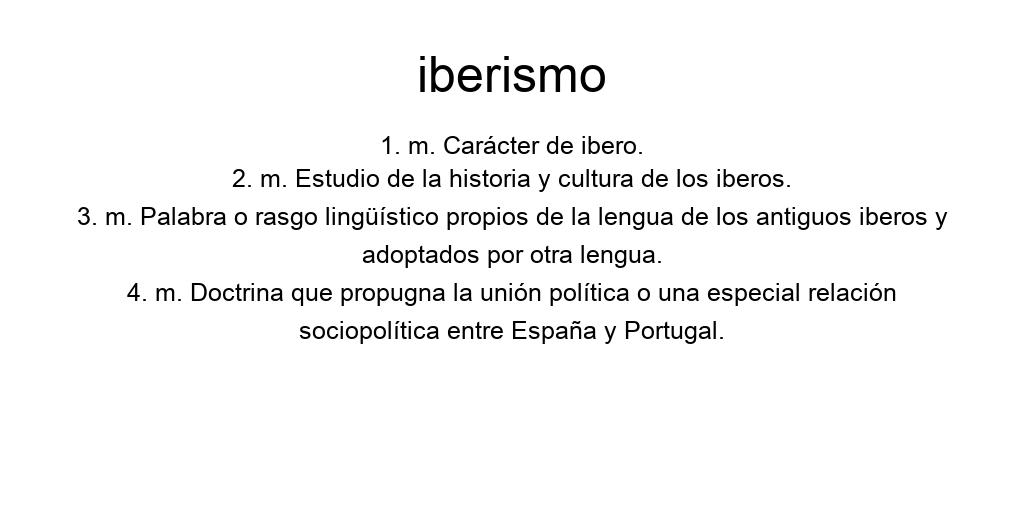 iberismo
1. m. Carácter de ibero.
2. m. Estudio de la historia y cultura de los iberos.
3. m. Palabra o rasgo lingüístico propios de la lengua de los antiguos iberos y
adoptados por otra lengua.
4. m. Doctrina que propugna la unión política o una especial relación
sociopolítica entre España y Portugal.